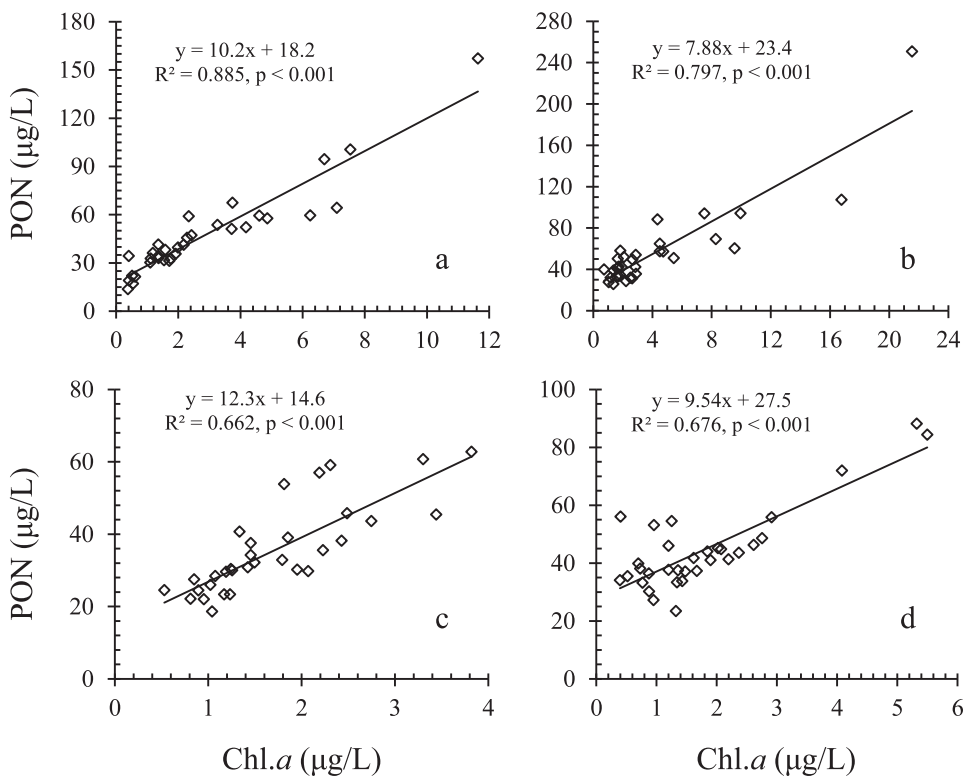 180
150
120
90
60
30
0
PON (µg/L)
y = 10.2x + 18.2
R² = 0.885, p < 0.001
a
0 2 4 6 8 10 12
280
240
200
160
120
80
40
0
y = 7.88x + 23.4
R² = 0.797, p < 0.001
b
0 4 8 12 16 20 24
80
60
40
20
0
PON (µg/L)
y = 12.3x + 14.6
R² = 0.662, p < 0.001
c
0 1 2 3 4
Chl.a (µg/L)
100
80
60
40
20
0
y = 9.54x + 27.5
R² = 0.676, p < 0.001
d
0 1 2 3 4 5 6
Chl.a (µg/L)